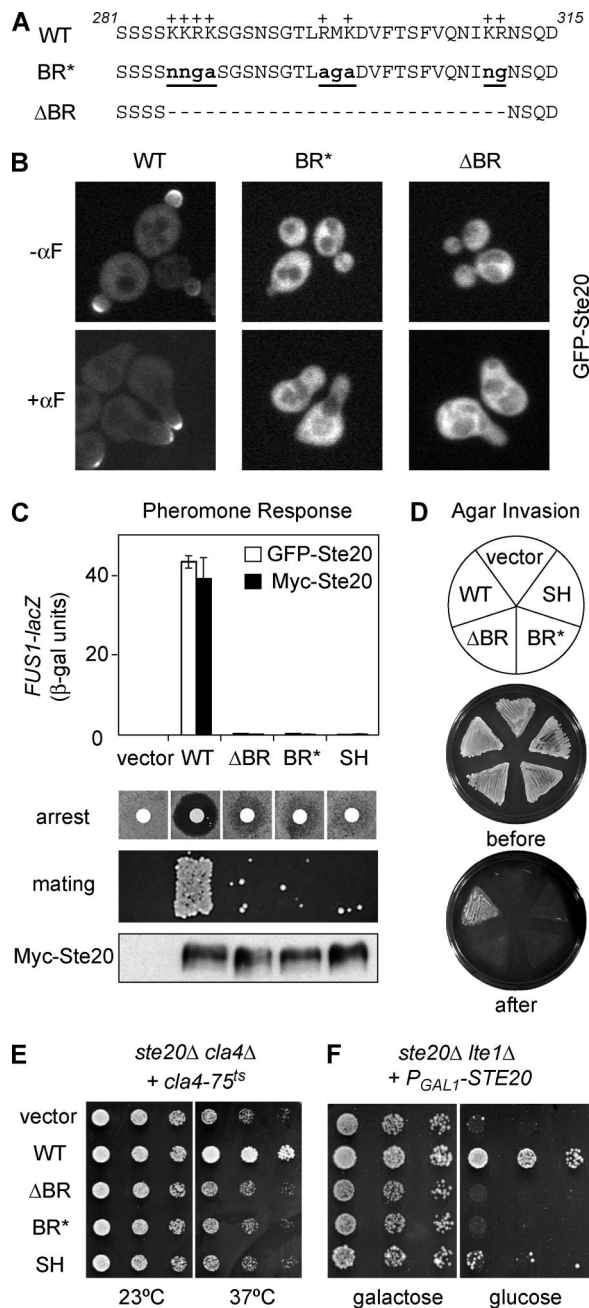 A
281 ++++ + + ++ 315
WT SSSSKKRKSGSNSGTLRMKDVFTSFVQNIKRNSQD
BR* SSSSnngaSGSNSGTLagaDVFTSFVQNIngNSQD
ΔBR SSSS---------------------------NSQD
B
WT BR* ΔBR
-αF
+αF
GFP-Ste20
C Pheromone Response
GFP-Ste20
Myc-Ste20
FUS1-lacZ
(β-gal units)
40
20
0
vector WT ΔBR BR* SH
arrest
mating
Myc-Ste20
D Agar Invasion
vector
WT SH
ΔBR BR*
before
after
E ste20Δ cla4Δ
+ cla4-75ts
vector
WT
ΔBR
BR*
SH
23ºC 37ºC
F ste20Δ lte1Δ
+ PGAL1-STE20
galactose glucose